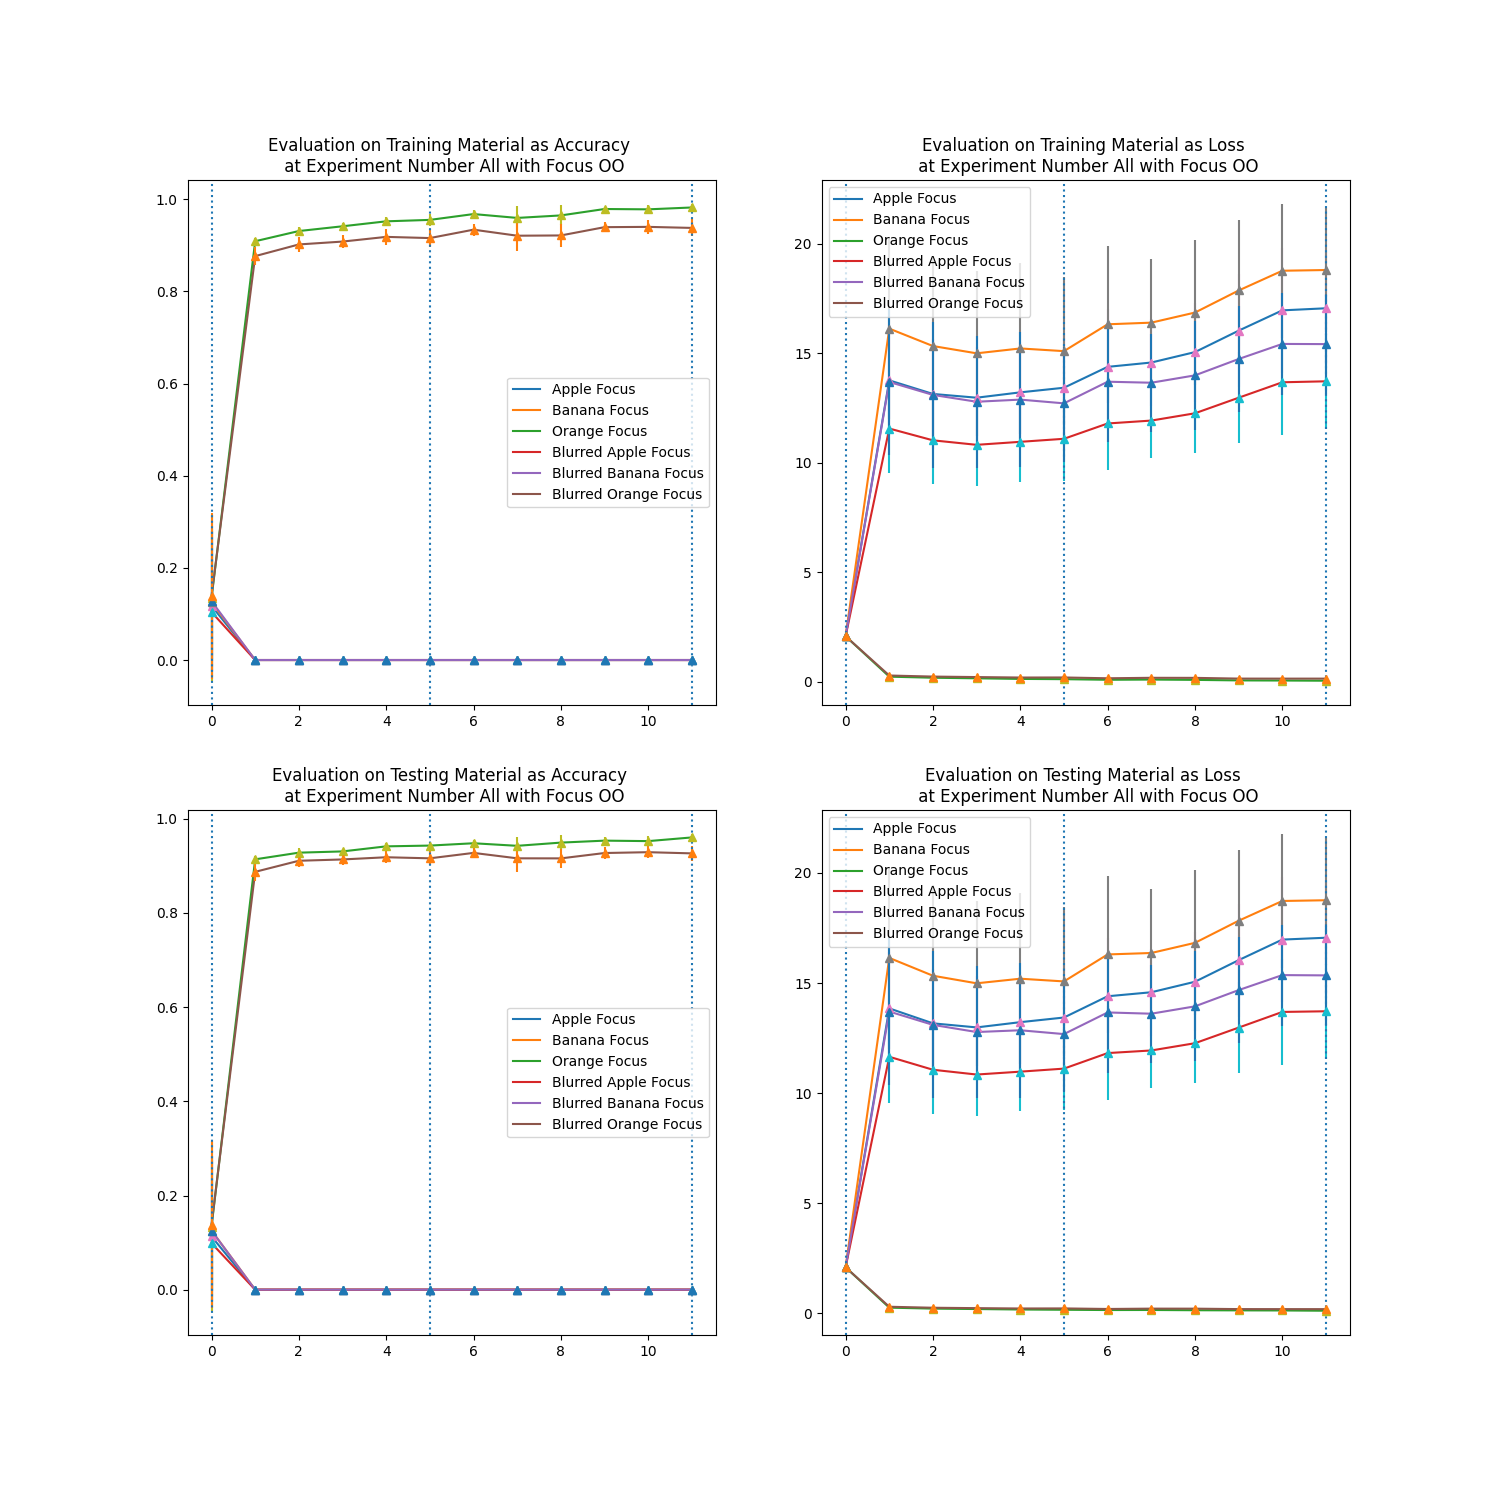 Evaluation on Training Material as Accuracy
at Experiment Number All with Focus OO
1.0
0.8
0.6
0.4
0.2
0.0
Apple Focus
Banana Focus
Orange Focus
Blurred Apple Focus
Blurred Banana Focus
Blurred Orange Focus
0 2 4 6 8 10
Evaluation on Training Material as Loss
at Experiment Number All with Focus OO
20
15
10
5
0
Apple Focus
Banana Focus
Orange Focus
Blurred Apple Focus
Blurred Banana Focus
Blurred Orange Focus
0 2 4 6 8 10
Evaluation on Testing Material as Accuracy
at Experiment Number All with Focus OO
1.0
0.8
0.6
0.4
0.2
0.0
Apple Focus
Banana Focus
Orange Focus
Blurred Apple Focus
Blurred Banana Focus
Blurred Orange Focus
0 2 4 6 8 10
Evaluation on Testing Material as Loss
at Experiment Number All with Focus OO
20
15
10
5
0
Apple Focus
Banana Focus
Orange Focus
Blurred Apple Focus
Blurred Banana Focus
Blurred Orange Focus
0 2 4 6 8 10